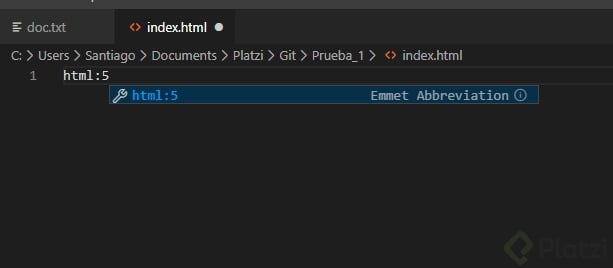 doc.txt index.html
C: > Users > Santiago > Documents > Platzi > Git > Prueba_1 > <> index.html
1 html:5
html:5 Emmet Abbreviation
Platzi